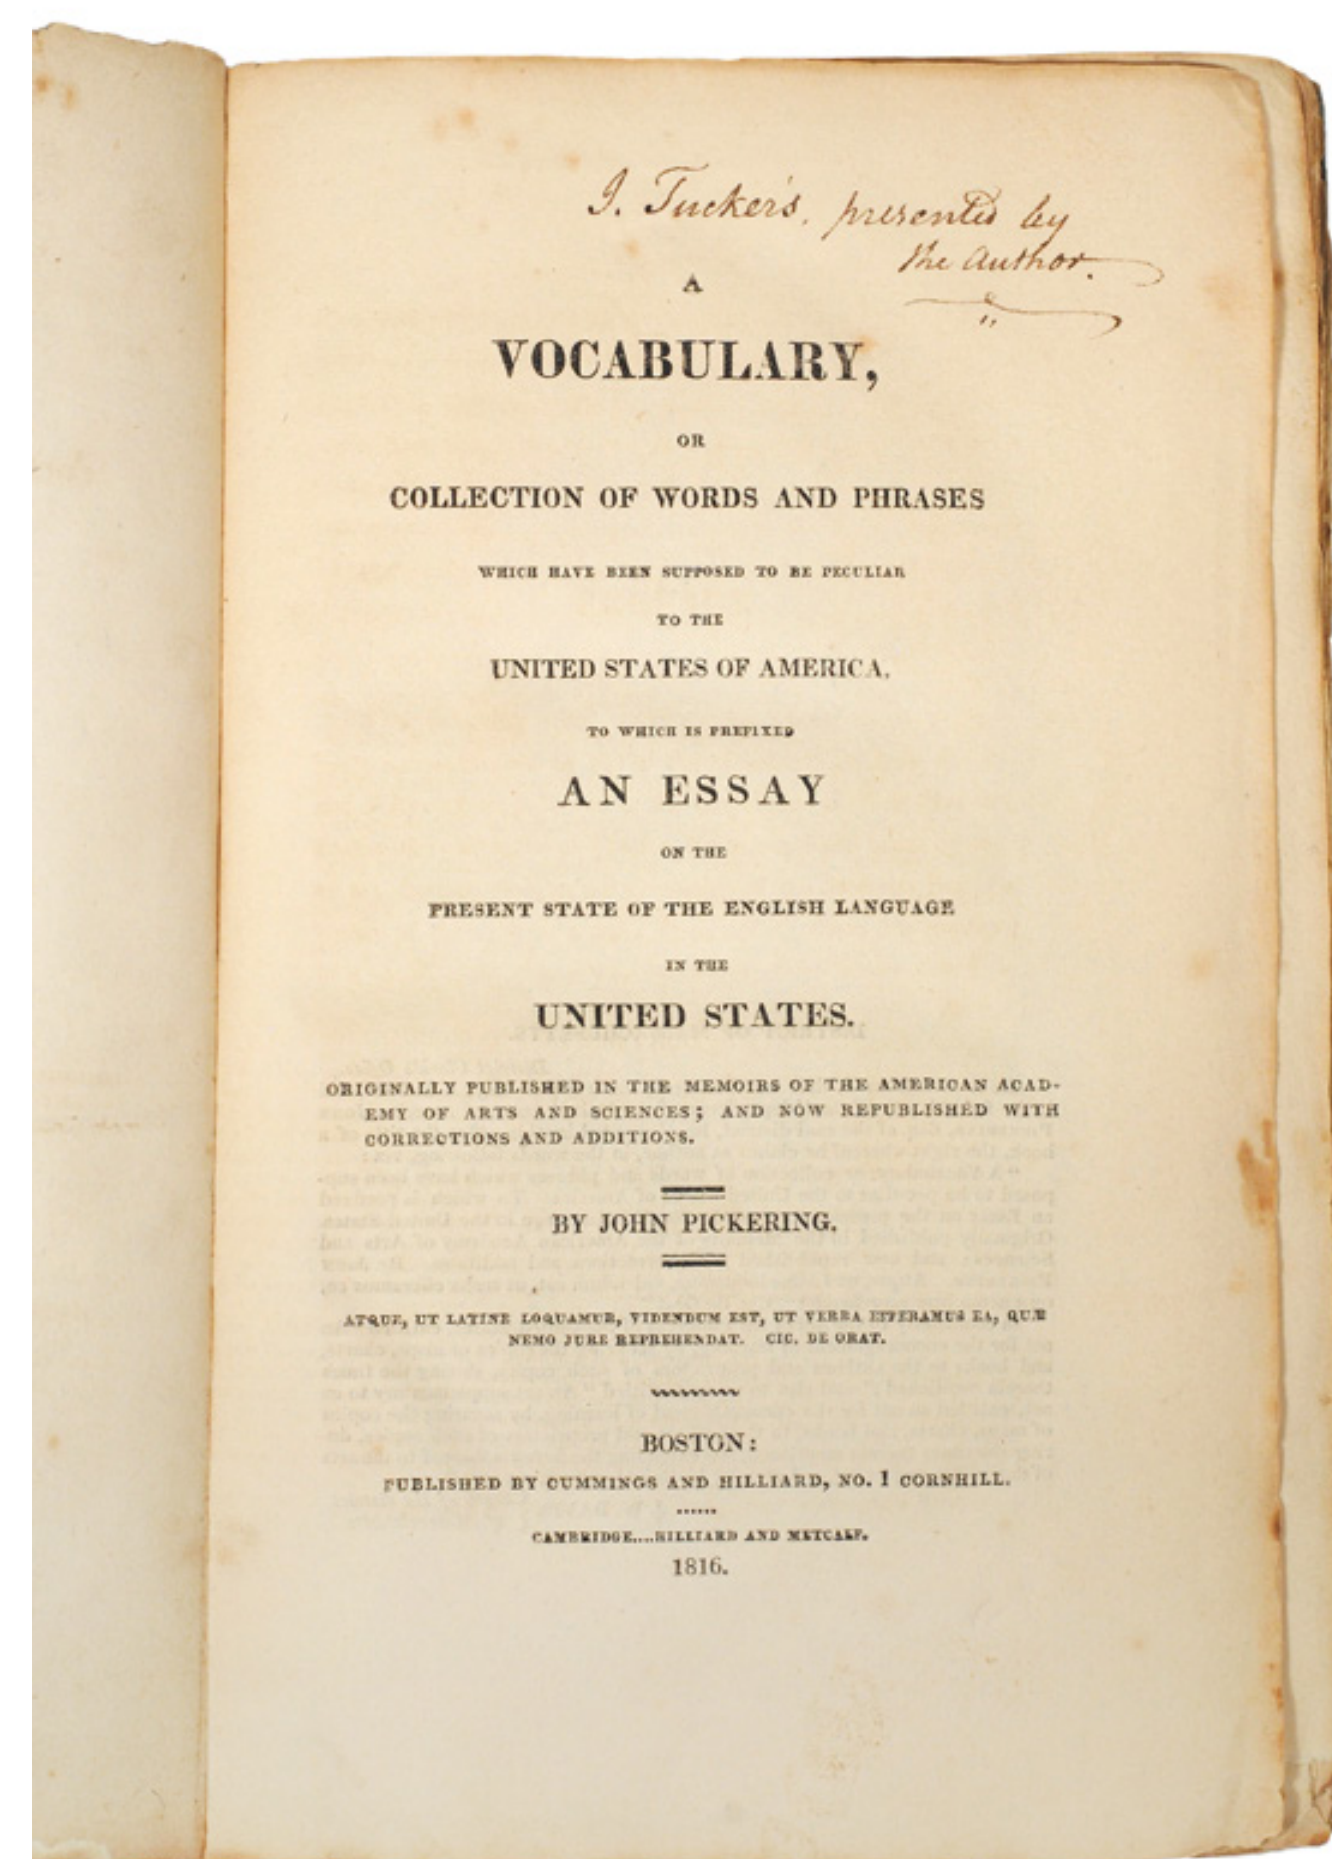 J. Tucker's, presented by
the Author.
A
VOCABULARY,
OR
COLLECTION OF WORDS AND PHRASES
WHICH HAVE BEEN SUPPOSED TO BE PECULIAR
TO THE
UNITED STATES OF AMERICA.
TO WHICH IS PREFIXED
AN ESSAY
ON THE
PRESENT STATE OF THE ENGLISH LANGUAGE
IN THE
UNITED STATES.
ORIGINALLY PUBLISHED IN THE MEMOIRS OF THE AMERICAN ACAD-
EMY OF ARTS AND SCIENCES; AND NOW REPUBLISHED WITH
CORRECTIONS AND ADDITIONS.
BY JOHN PICKERING.
ATQUE, UT LATINE LOQUAMUR, VIDENDUM EST, UT VERBA EFFERAMUS EA, QUÆ
NEMO JURE REPREHENDAT. CIC. DE ORAT.
BOSTON:
PUBLISHED BY CUMMINGS AND HILLIARD, NO. 1 CORNHILL.
CAMBRIDGE....HILLIARD AND METCALF.
1816.